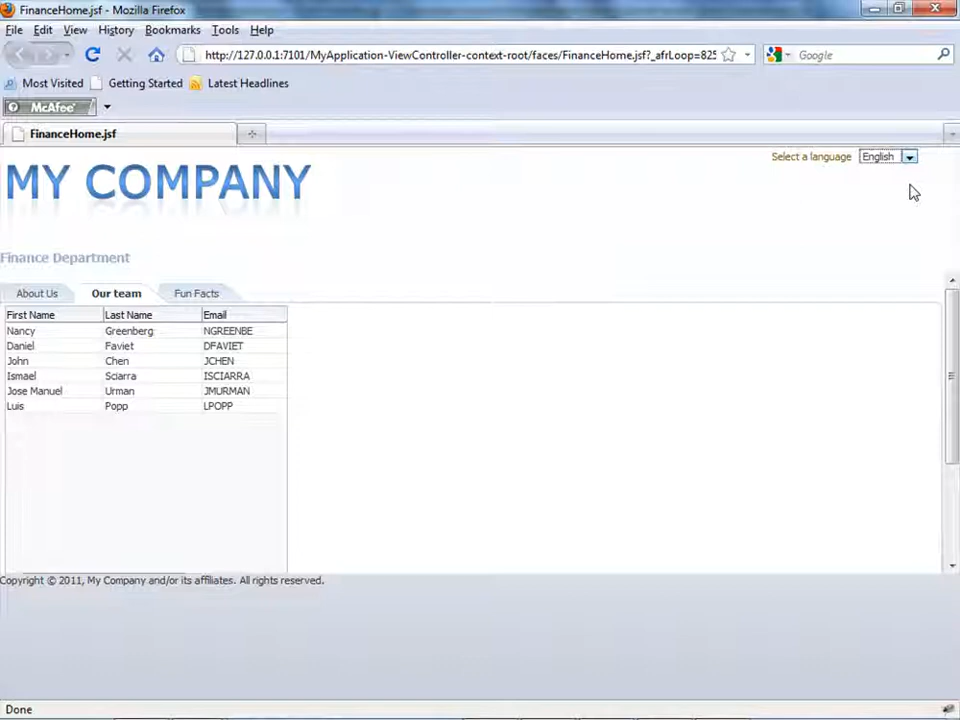 FinanceHome.jsf - Mozilla Firefox
File Edit View History Bookmarks Tools Help
http://127.0.0.1:7101/MyApplication-ViewController-context-root/faces/FinanceHome.jsf?_afrLoop=825 Google
Most Visited Getting Started Latest Headlines
McAfee
FinanceHome.jsf
Select a language English
MY COMPANY
Finance Department
About Us Our team Fun Facts
First Name Last Name Email
Nancy Greenberg NGREENBE
Daniel Faviet DFAVIET
John Chen JCHEN
Ismael Sciarra ISCIARRA
Jose Manuel Urman JMURMAN
Luis Popp LPOPP
Copyright © 2011, My Company and/or its affiliates. All rights reserved.
Done